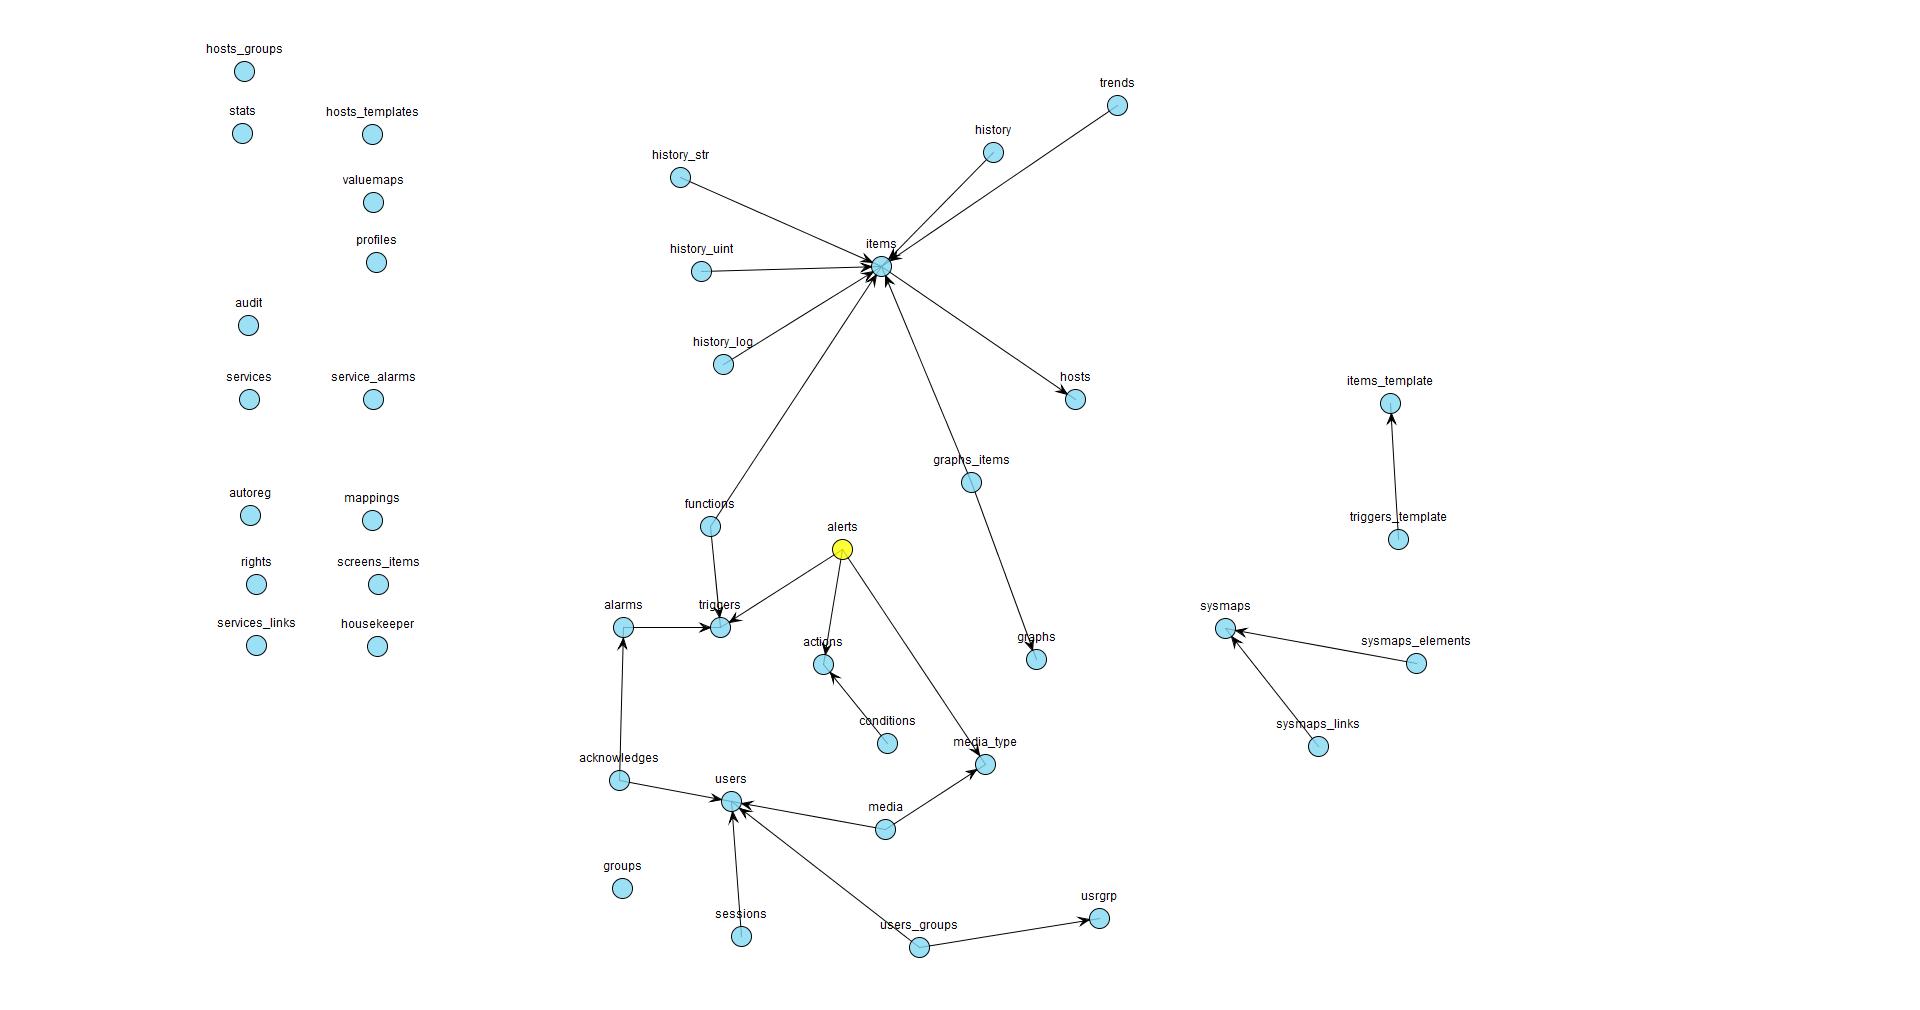 hosts_groups
stats
hosts_templates
valuemaps
profiles
audit
services
service_alarms
autoreg
mappings
rights
screens_items
services_links
housekeeper
trends
history
history_str
items
history_uint
history_log
hosts
graphs_items
functions
alerts
alarms
triggers
actions
graphs
conditions
media_type
acknowledges
users
media
groups
sessions
users_groups
usrgrp
items_template
triggers_template
sysmaps
sysmaps_elements
sysmaps_links